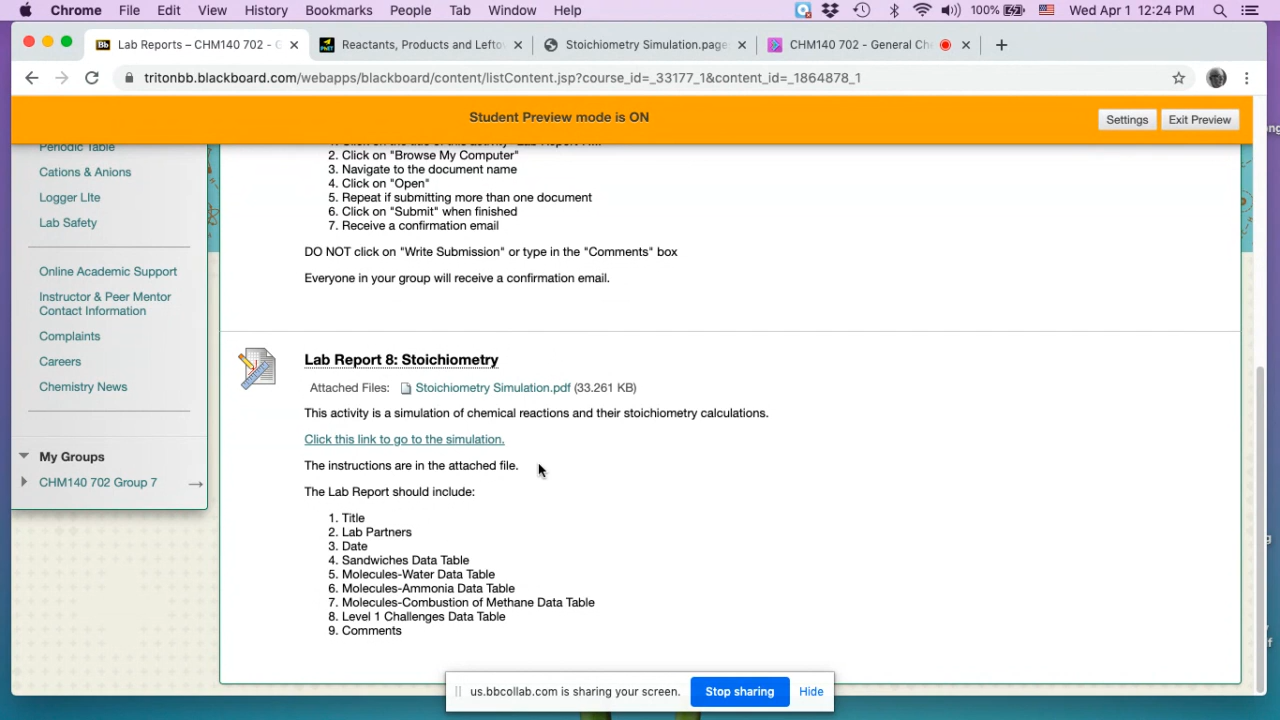 Chrome File Edit View History Bookmarks People Tab Window Help 100% Wed Apr 1 12:24 PM
Bb Lab Reports – CHM140 702 - G
Reactants, Products and Lefto
Stoichiometry Simulation.page
CHM140 702 - General Ch
tritonbb.blackboard.com/webapps/blackboard/content/listContent.jsp?course_id=_33177_1&content_id=_1864878_1
Student Preview mode is ON
Settings
Exit Preview
Periodic Table
Cations & Anions
Logger LIte
Lab Safety
Online Academic Support
Instructor & Peer Mentor
Contact Information
Complaints
Careers
Chemistry News
My Groups
CHM140 702 Group 7
2. Click on "Browse My Computer"
3. Navigate to the document name
4. Click on "Open"
5. Repeat if submitting more than one document
6. Click on "Submit" when finished
7. Receive a confirmation email
DO NOT click on "Write Submission" or type in the "Comments" box
Everyone in your group will receive a confirmation email.
Lab Report 8: Stoichiometry
Attached Files: Stoichiometry Simulation.pdf (33.261 KB)
This activity is a simulation of chemical reactions and their stoichiometry calculations.
Click this link to go to the simulation.
The instructions are in the attached file.
The Lab Report should include:
1. Title
2. Lab Partners
3. Date
4. Sandwiches Data Table
5. Molecules-Water Data Table
6. Molecules-Ammonia Data Table
7. Molecules-Combustion of Methane Data Table
8. Level 1 Challenges Data Table
9. Comments
us.bbcollab.com is sharing your screen.
Stop sharing
Hide